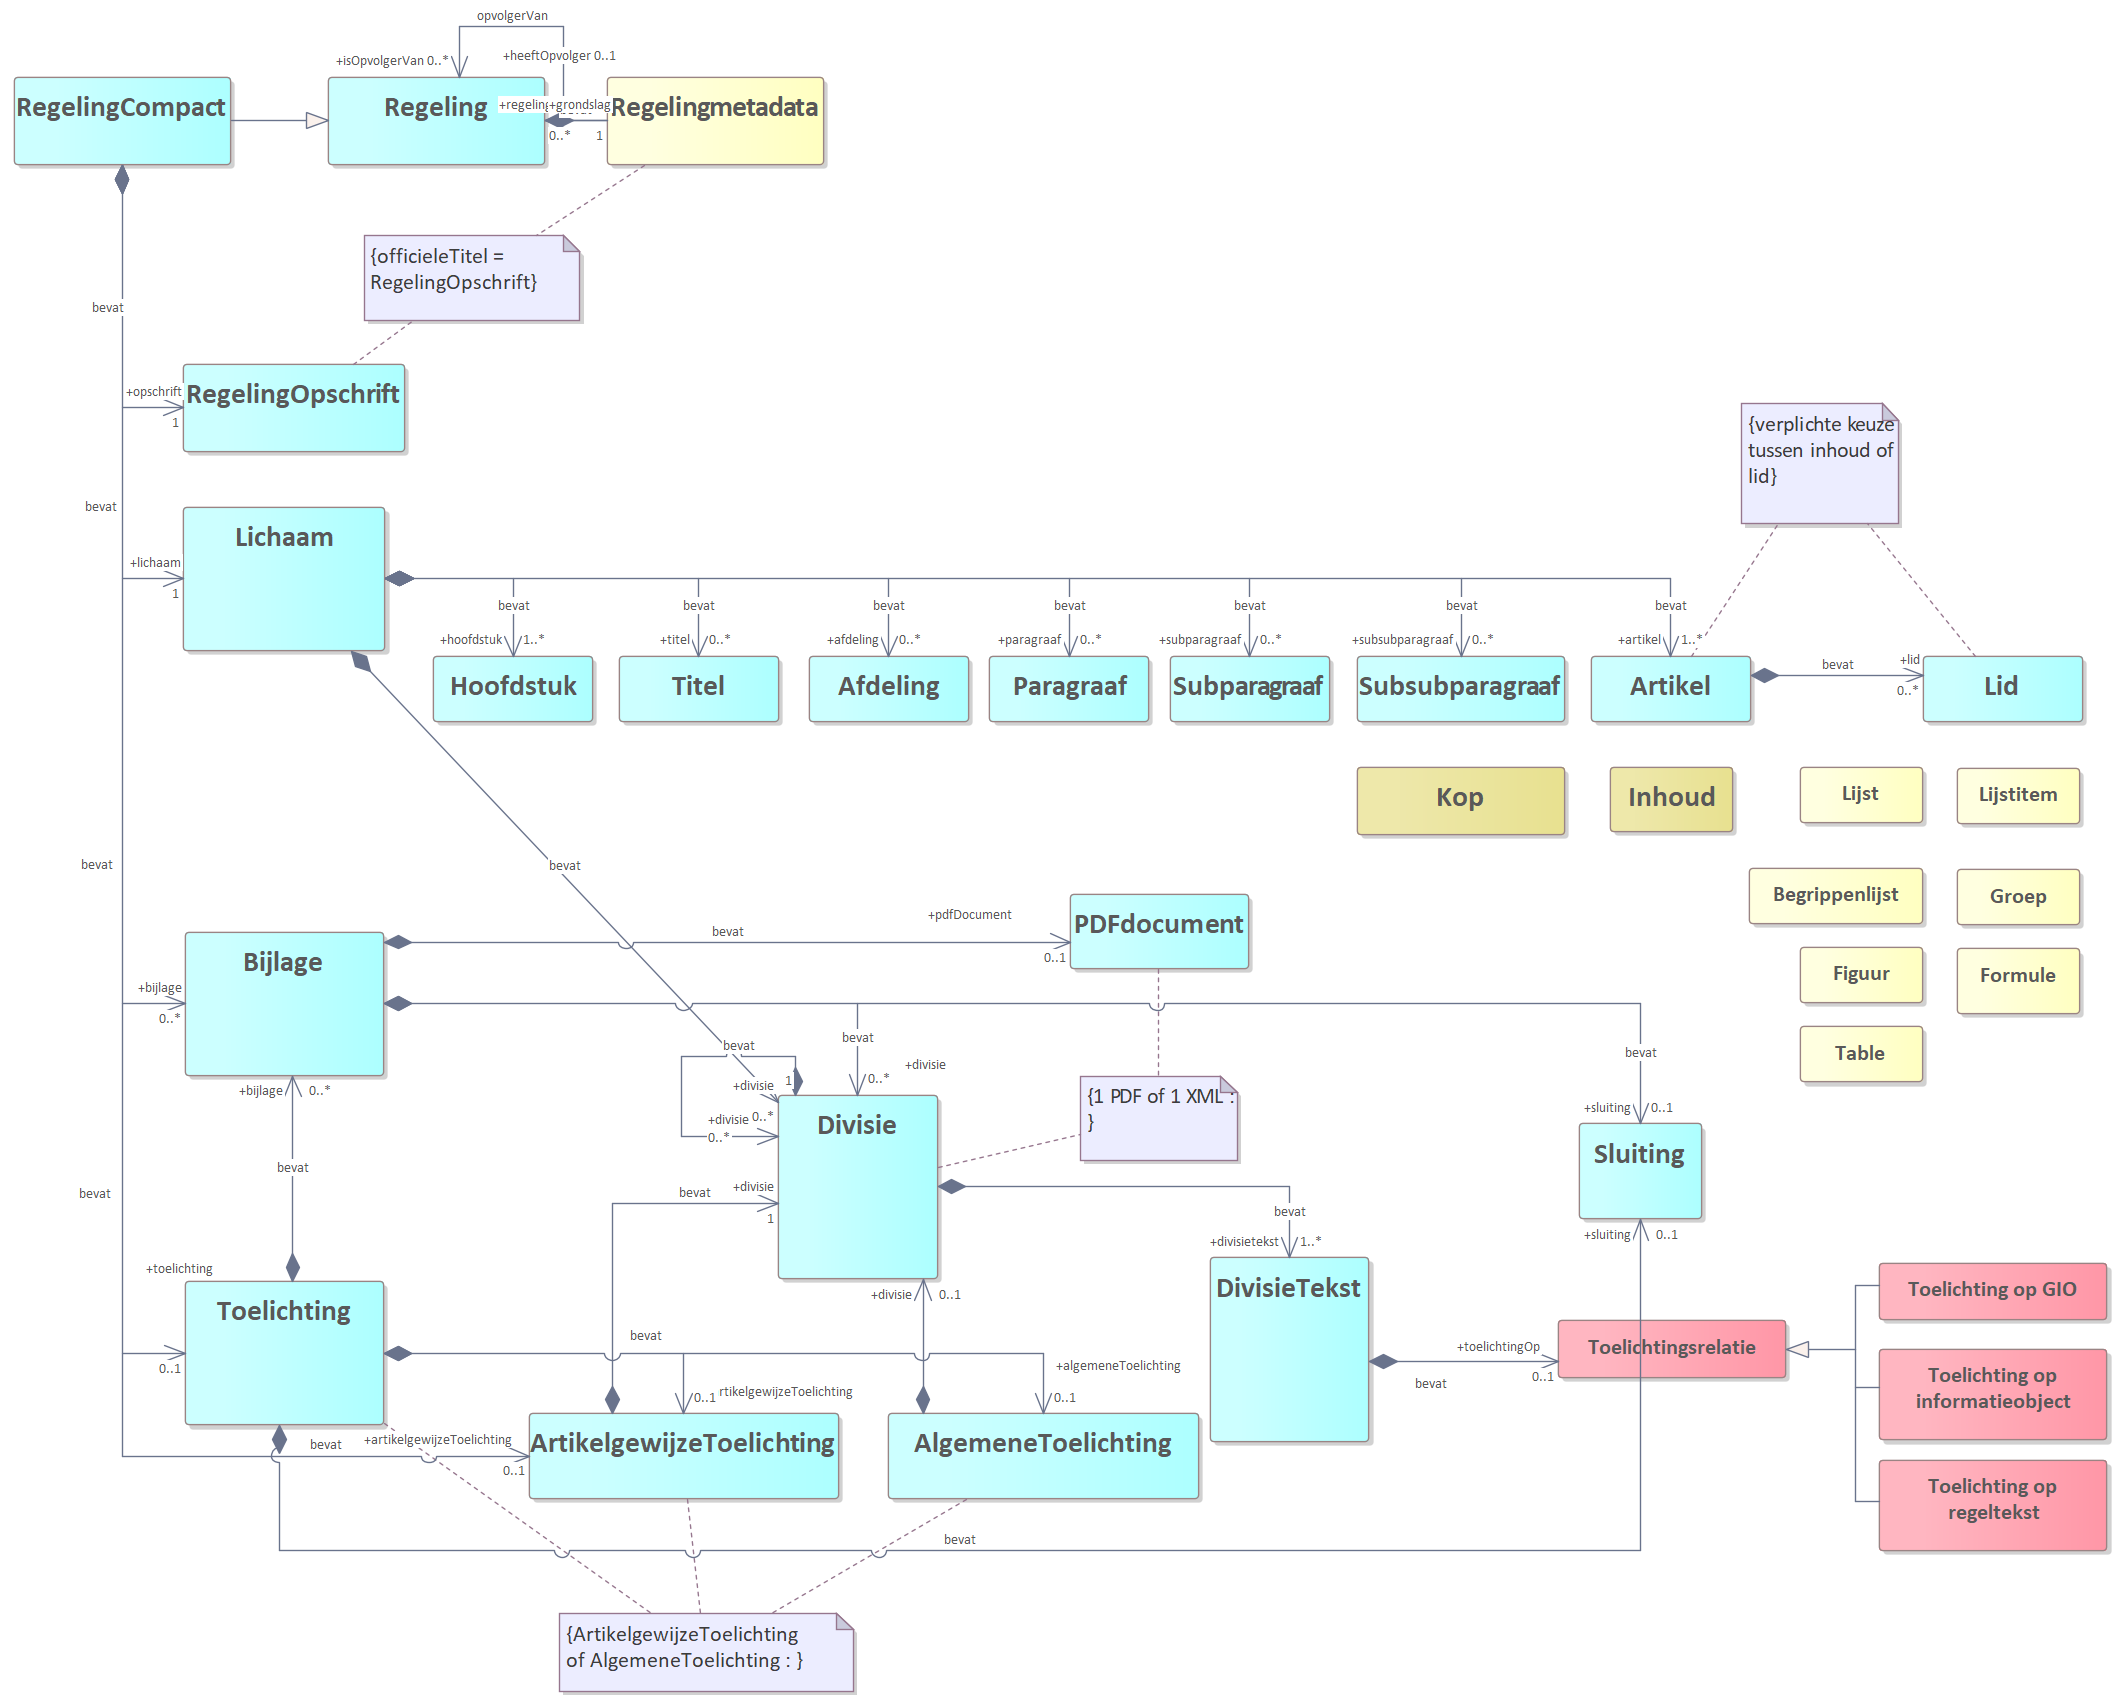 opvolgerVan
+isOpvolgerVan 0..*
+heeftOpvolger 0..1
RegelingCompact
Regeling
+regeling
+grondslag
0..*
1
Regelingmetadata
{officieleTitel =
RegelingOpschrift}
bevat
+opschrift
1
RegelingOpschrift
{verplichte keuze
tussen inhoud of
lid}
bevat
+lichaam
1
Lichaam
bevat
bevat
bevat
bevat
bevat
bevat
bevat
+hoofdstuk 1..*
+titel 0..*
+afdeling 0..*
+paragraaf 0..*
+subparagraaf 0..*
+subsubparagraaf 0..*
+artikel 1..*
Hoofdstuk
Titel
Afdeling
Paragraaf
Subparagraaf
Subsubparagraaf
Artikel
bevat
+lid
0..*
Lid
Kop
Inhoud
Lijst
Lijstitem
bevat
bevat
Begrippenlijst
Groep
+pdfDocument
bevat
0..1
PDFdocument
Bijlage
+bijlage
0..*
Figuur
Formule
Table
bevat
bevat
bevat
+divisie
0..*
+divisie
1
0..*
+divisie
0..*
{1 PDF of 1 XML :
}
+bijlage 0..*
Divisie
+sluiting 0..1
Sluiting
bevat
bevat
bevat
+divisie
1
bevat
+divisietekst 1..*
+sluiting 0..1
+toelichting
0..1
Toelichting
+divisie 0..1
DivisieTekst
Toelichting op GIO
bevat
+algemeneToelichting
0..1
0..1
rtikelgewijzeToelichting
+toelichtingOp
bevat
0..1
Toelichtingsrelatie
Toelichting op
informatieobject
bevat
+artikelgewijzeToelichting
0..1
ArtikelgewijzeToelichting
AlgemeneToelichting
Toelichting op
regeltekst
bevat
{ArtikelgewijzeToelichting
of AlgemeneToelichting : }